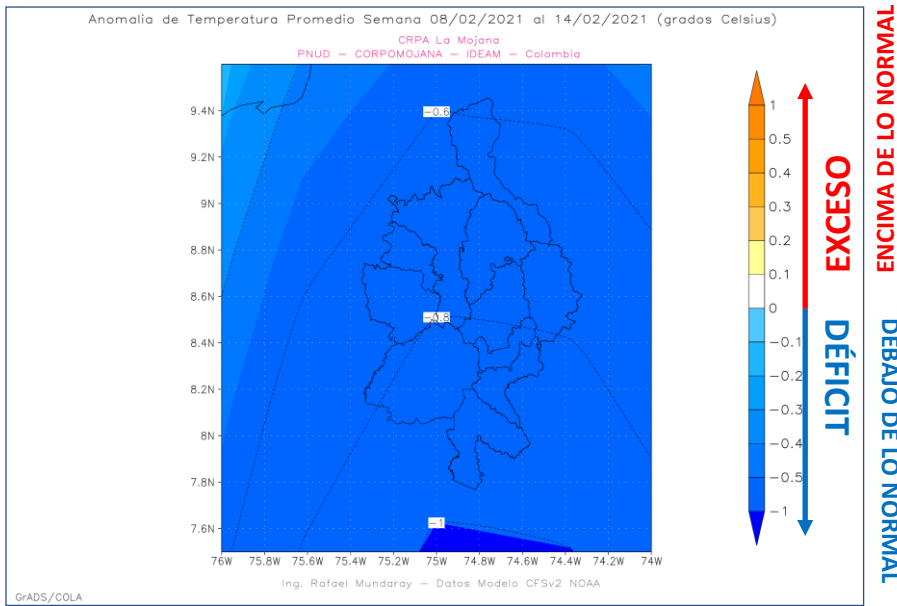 Anomalia de Temperatura Promedio Semana 08/02/2021 al 14/02/2021 (grados Celsius)
CRPA La Mojana
PNUD – CORPOMOJANA – IDEAM – Colombia
9.4N
9.2N
9N
8.8N
8.6N
8.4N
8.2N
8N
7.8N
7.6N
−0.6
−0.8
−1
76W 75.8W 75.6W 75.4W 75.2W 75W 74.8W 74.6W 74.4W 74.2W 74W
1
0.5
0.4
0.3
0.2
0.1
0
−0.1
−0.2
−0.3
−0.4
−0.5
−1
EXCESO
DÉFICIT
ENCIMA DE LO NORMAL
DEBAJO DE LO NORMAL
Ing. Rafael Mundaray – Datos Modelo CFSv2 NOAA
GrADS/COLA